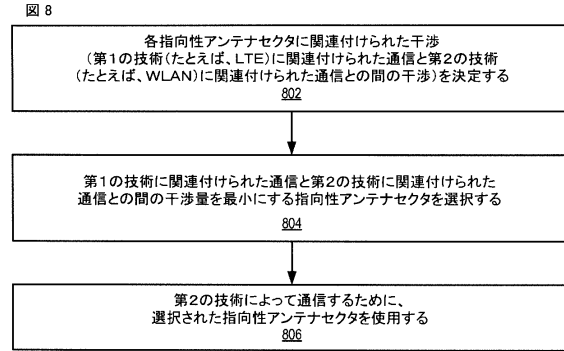 図 8
各指向性アンテナセクタに関連付けられた干渉
(第1の技術(たとえば、LTE)に関連付けられた通信と第2の技術
(たとえば、WLAN)に関連付けられた通信との間の干渉)を決定する
802
第1の技術に関連付けられた通信と第2の技術に関連付けられた
通信との間の干渉量を最小にする指向性アンテナセクタを選択する
804
第2の技術によって通信するために、
選択された指向性アンテナセクタを使用する
806